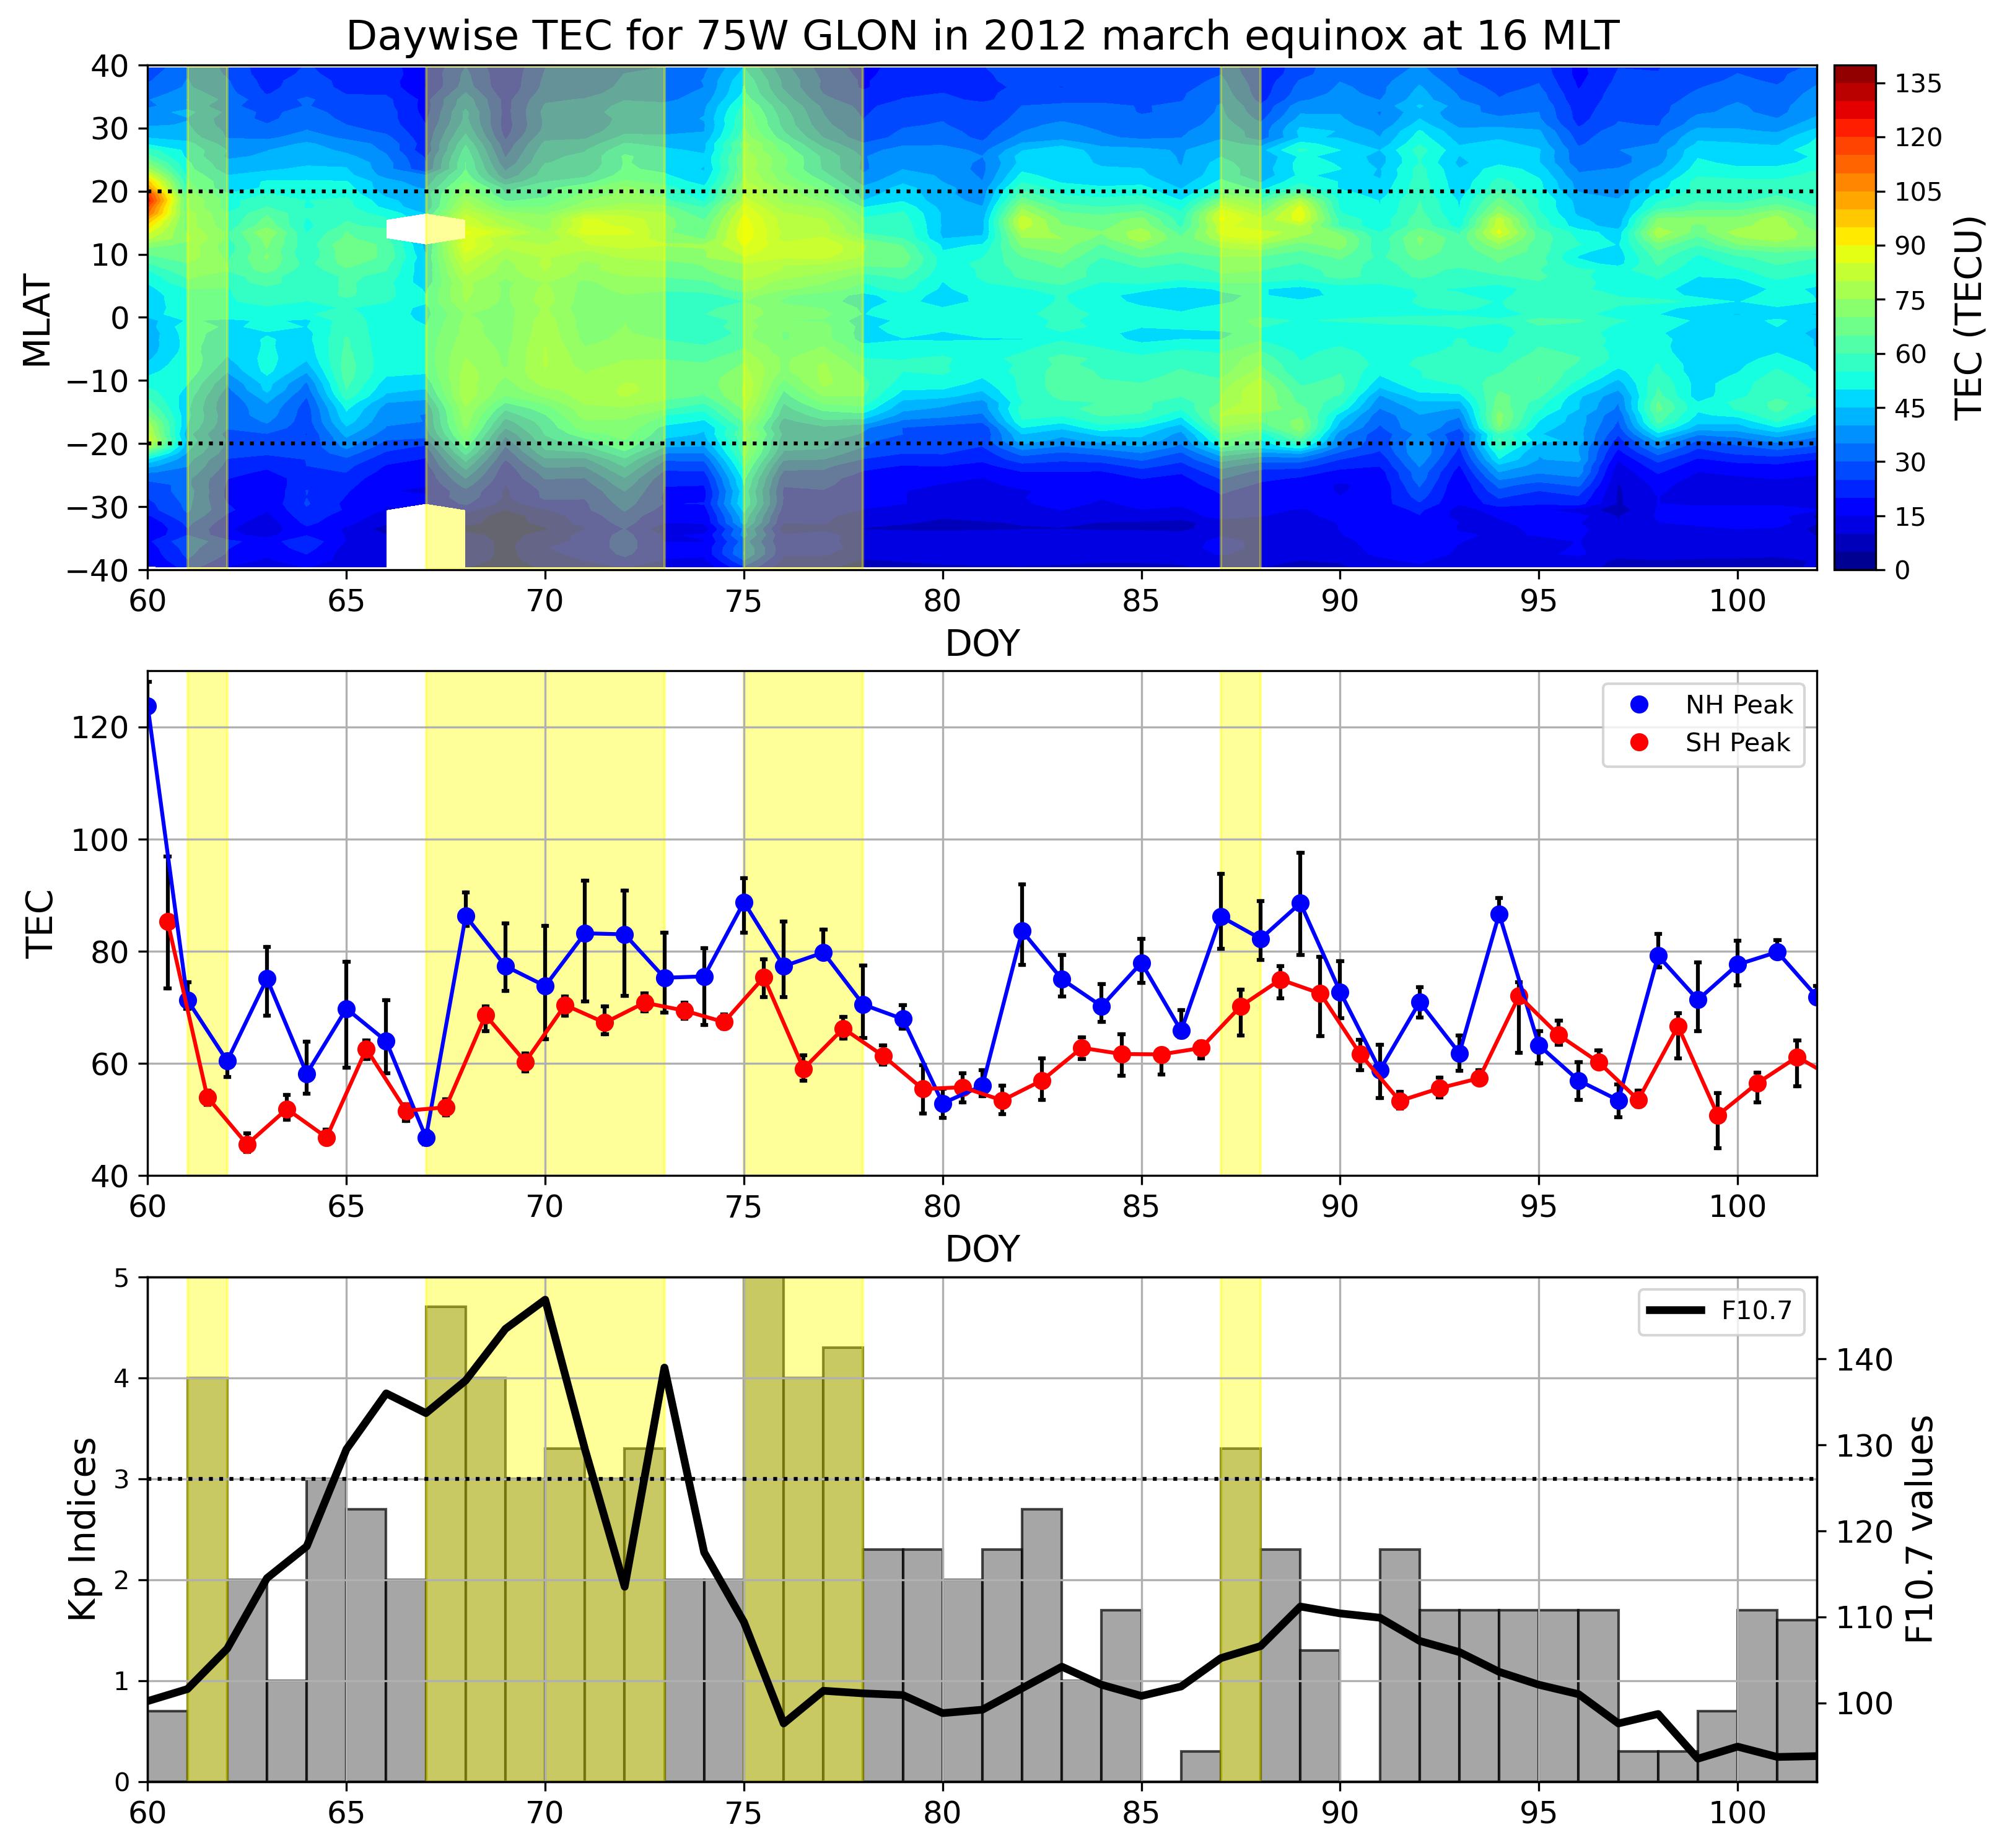 Daywise TEC for 75W GLON in 2012 march equinox at 16 MLT
40
30
20
10
0
−10
−20
−30
−40
MLAT
60 65 70 75 80 85 90 95 100
DOY
135
120
105
90
75
60
45
30
15
0
TEC (TECU)
120
100
80
60
40
TEC
NH Peak
SH Peak
60 65 70 75 80 85 90 95 100
DOY
5
4
3
2
1
0
Kp Indices
F10.7
140
130
120
110
100
F10.7 values
60 65 70 75 80 85 90 95 100